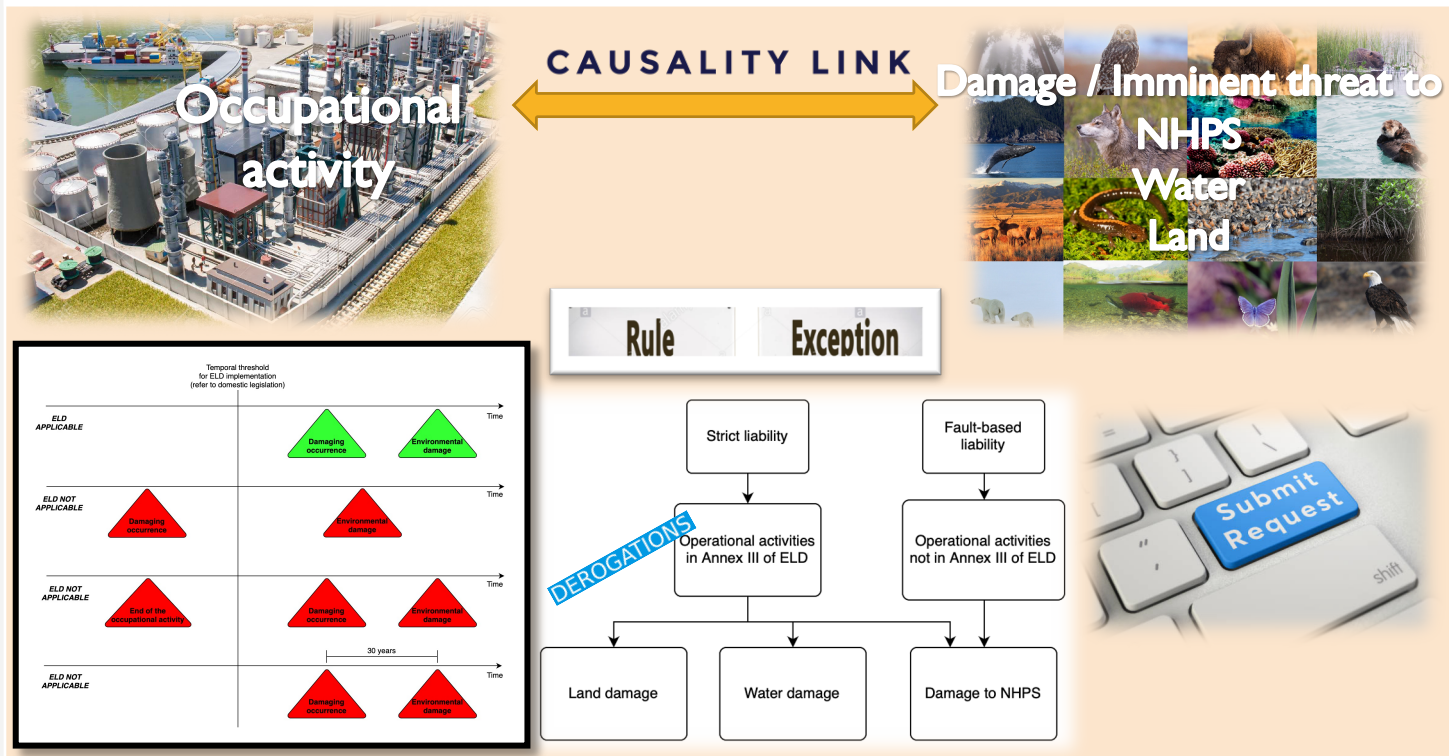 Occupational
activity
CAUSALITY LINK
Damage / Imminent threat to
NHPS
Water
Land
Rule
Exception
Temporal threshold
for ELD implementation
(refer to domestic legislation)
ELD
APPLICABLE
Time
Damaging
occurrence
Environmental
damage
ELD NOT
APPLICABLE
Time
Damaging
occurrence
Environmental
damage
ELD NOT
APPLICABLE
Time
End of the
occupational activity
Damaging
occurrence
Environmental
damage
ELD NOT
APPLICABLE
30 years
Time
Damaging
occurrence
Environmental
damage
Strict liability
Fault-based
liability
DEROGATIONS
Operational activities
in Annex III of ELD
Operational activities
not in Annex III of ELD
Land damage
Water damage
Damage to NHPS
Submit
Request
shift